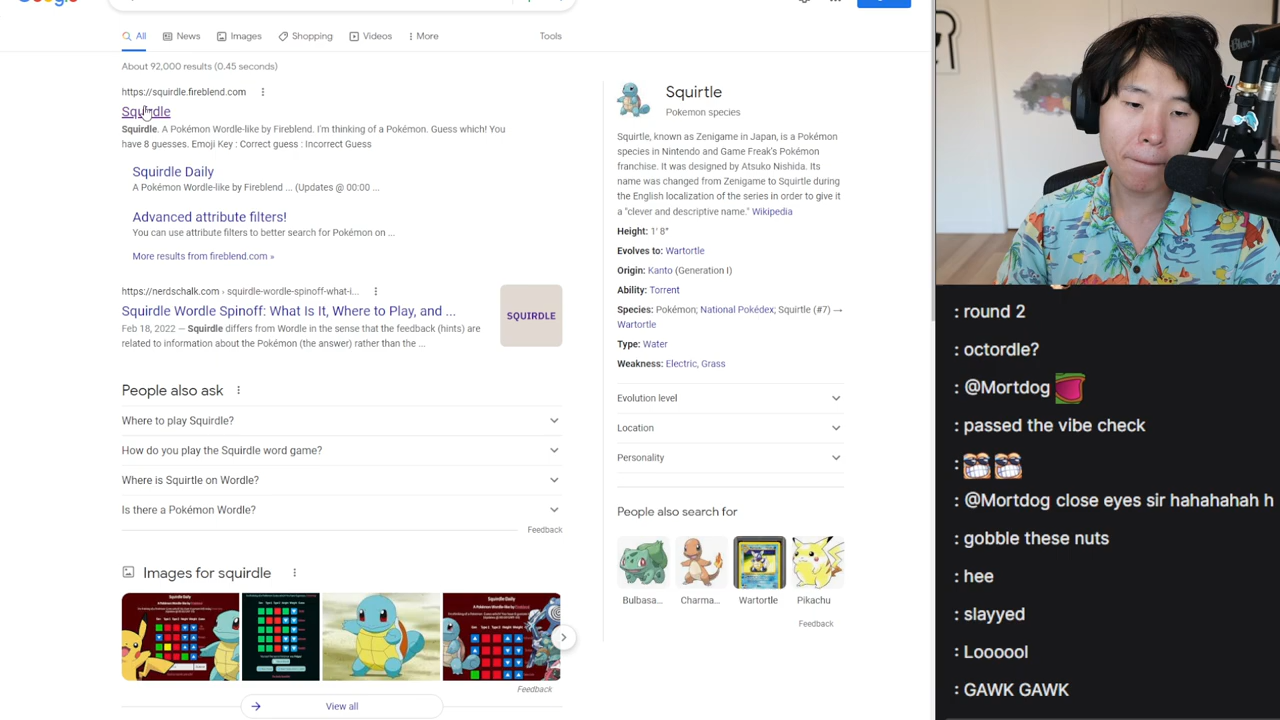 All
News
Images
Shopping
Videos
More
Tools
About 92,000 results (0.45 seconds)
https://squirdle.fireblend.com
Squirdle
Squirdle. A Pokémon Wordle-like by Fireblend. I'm thinking of a Pokémon. Guess which! You
have 8 guesses. Emoji Key : Correct guess : Incorrect Guess
Squirdle Daily
A Pokémon Wordle-like by Fireblend ... (Updates @ 00:00 ...
Advanced attribute filters!
You can use attribute filters to better search for Pokémon on ...
More results from fireblend.com »
https://nerdschalk.com › squirdle-wordle-spinoff-what-i...
Squirdle Wordle Spinoff: What Is It, Where to Play, and ...
Feb 18, 2022 — Squirdle differs from Wordle in the sense that the feedback (hints) are
related to information about the Pokémon (the answer) rather than the ...
SQUIRDLE
People also ask
Where to play Squirdle?
How do you play the Squirdle word game?
Where is Squirtle on Wordle?
Is there a Pokémon Wordle?
Feedback
Images for squirdle
Feedback
View all
Squirtle
Pokemon species
Squirtle, known as Zenigame in Japan, is a Pokémon
species in Nintendo and Game Freak's Pokémon
franchise. It was designed by Atsuko Nishida. Its
name was changed from Zenigame to Squirtle during
the English localization of the series in order to give it
a "clever and descriptive name." Wikipedia
Height: 1' 8"
Evolves to: Wartortle
Origin: Kanto (Generation I)
Ability: Torrent
Species: Pokémon; National Pokédex; Squirtle (#7) →
Wartortle
Type: Water
Weakness: Electric, Grass
Evolution level
Location
Personality
People also search for
Bulbasa...
Charma...
Wartortle
Pikachu
Feedback
Blue
: round 2
: octordle?
: @Mortdog
: passed the vibe check
:
: @Mortdog close eyes sir hahahahah h
: gobble these nuts
: hee
: slayyed
: Loooool
: GAWK GAWK